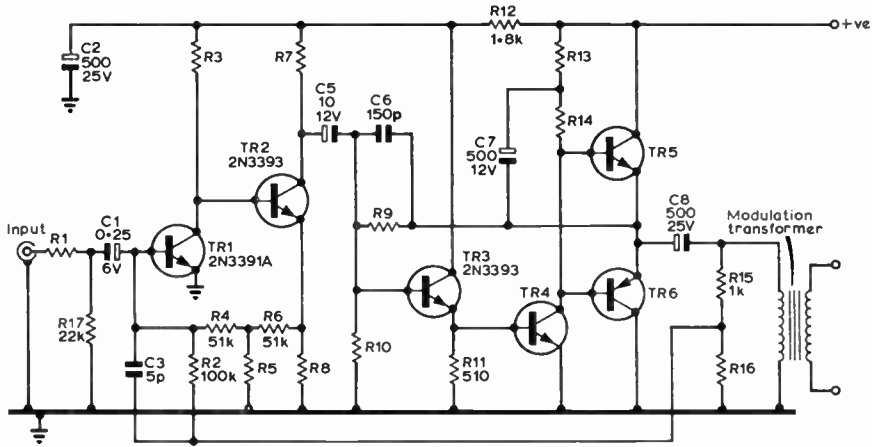 R12
1·8k
+ve
C2
500
25V
R3
R7
R13
C5
10
12V
C6
150p
C7
500
12V
R14
TR2
2N3393
TR5
C8
500
25V
Modulation
transformer
Input
R1
C1
0·25
6V
TR1
2N3391A
R9
TR3
2N3393
TR4
TR6
R15
1k
R17
22k
R4
51k
R6
51k
C3
5p
R2
100k
R5
R8
R10
R11
510
R16